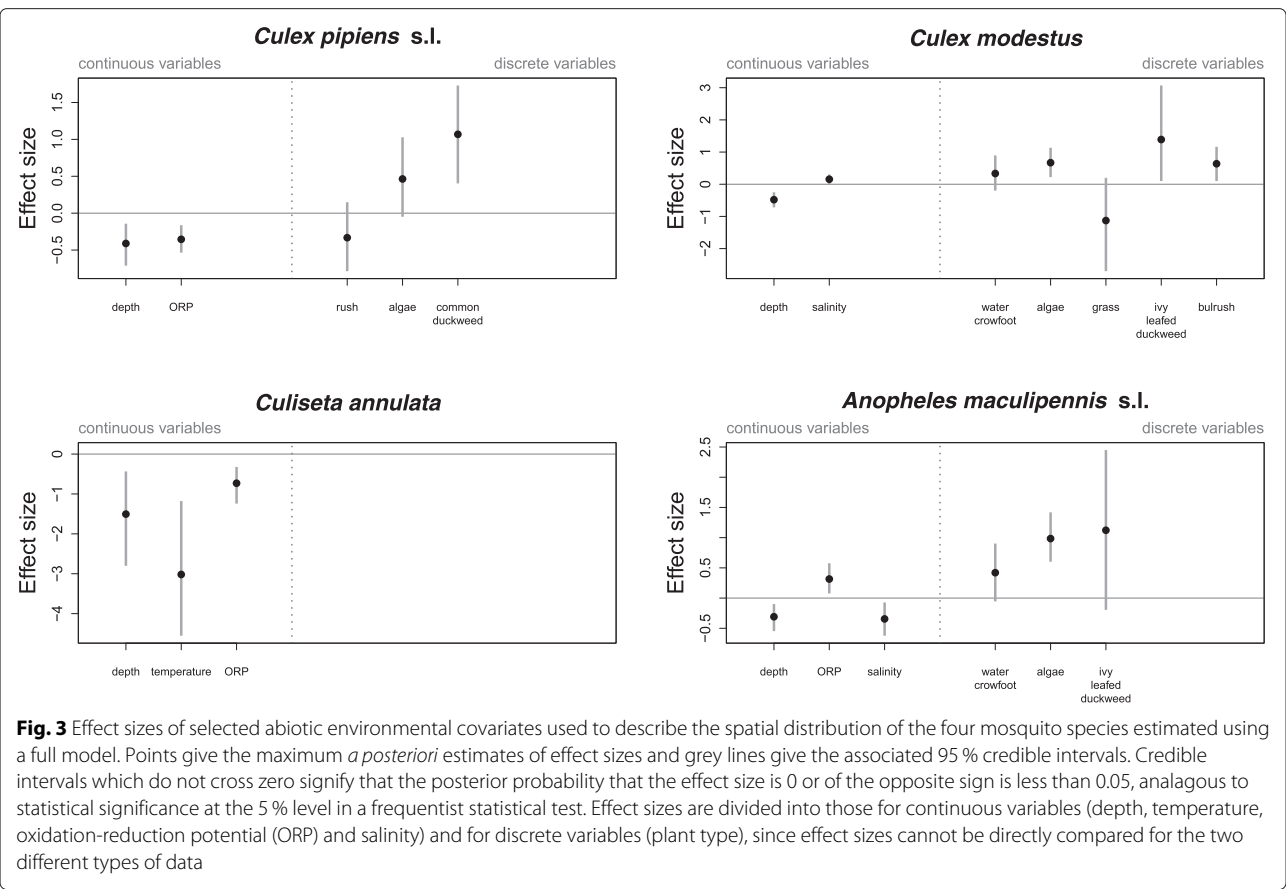 Culex pipiens s.l.
continuous variables discrete variables
Effect size
1.5
1.0
0.5
0.0
−0.5
depth ORP rush algae common
duckweed
Culex modestus
continuous variables discrete variables
Effect size
3
2
1
0
−1
−2
depth salinity water algae grass ivy bulrush
crowfoot leafed
duckweed
Culiseta annulata
continuous variables
Effect size
0
−1
−2
−3
−4
depth temperature ORP
Anopheles maculipennis s.l.
continuous variables discrete variables
Effect size
2.5
1.5
0.5
−0.5
depth ORP salinity water algae ivy
crowfoot leafed
duckweed
Fig. 3 Effect sizes of selected abiotic environmental covariates used to describe the spatial distribution of the four mosquito species estimated using
a full model. Points give the maximum a posteriori estimates of effect sizes and grey lines give the associated 95 % credible intervals. Credible
intervals which do not cross zero signify that the posterior probability that the effect size is 0 or of the opposite sign is less than 0.05, analagous to
statistical significance at the 5 % level in a frequentist statistical test. Effect sizes are divided into those for continuous variables (depth, temperature,
oxidation-reduction potential (ORP) and salinity) and for discrete variables (plant type), since effect sizes cannot be directly compared for the two
different types of data